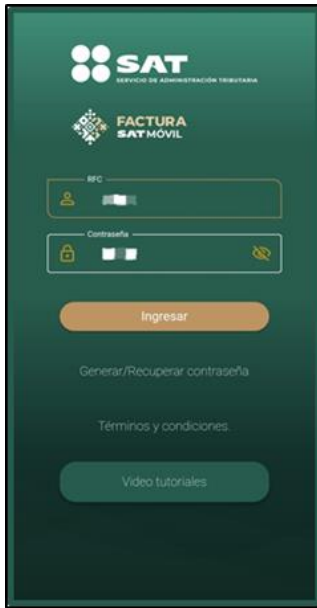 SAT
SERVICIO DE ADMINISTRACIÓN TRIBUTARIA
FACTURA
SATMÓVIL
RFC
Contraseña
Ingresar
Generar/Recuperar contraseña
Términos y condiciones.
Video tutoriales